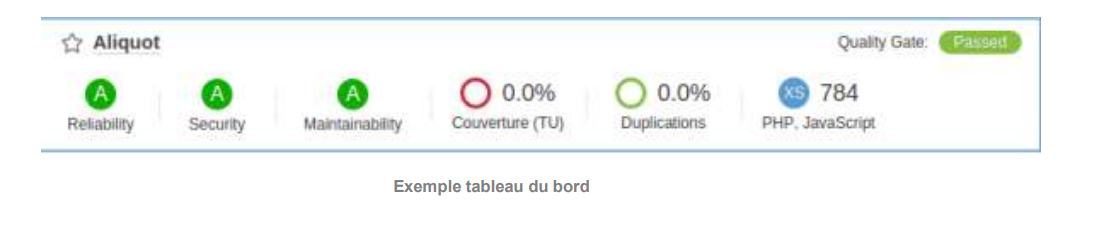 Aliquot
Quality Gate: Passed
A A A 0.0% 0.0% XS 784
Reliability Security Maintainability Couverture (TU) Duplications PHP, JavaScript
Exemple tableau du bord